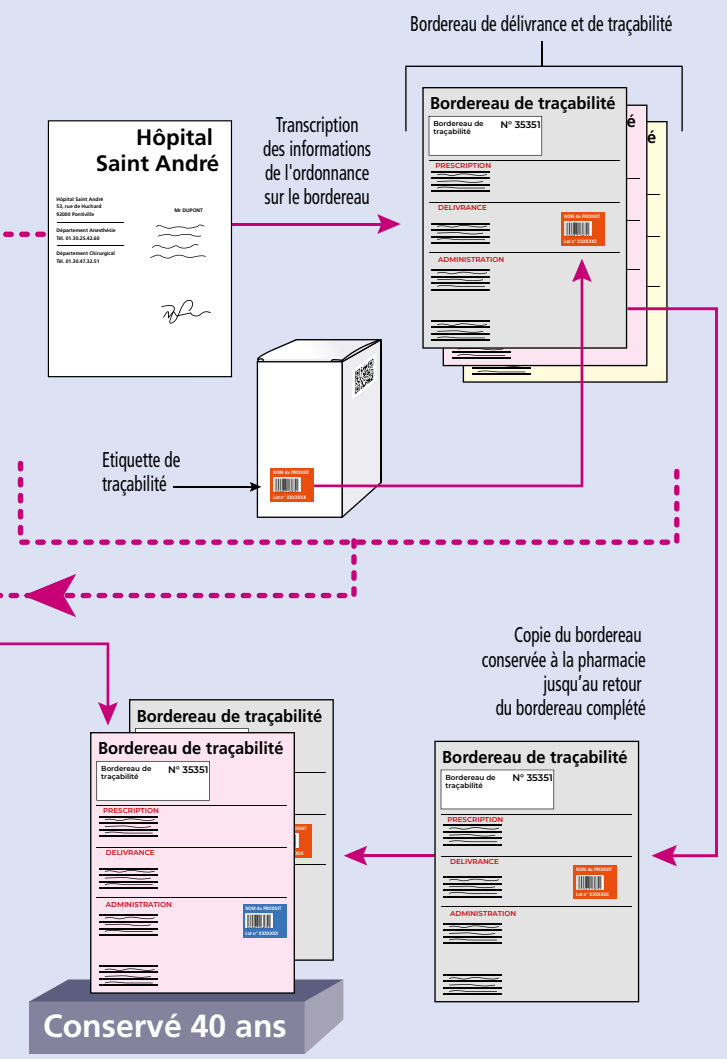 Bordereau de délivrance et de traçabilité
Hôpital
Saint André
Hôpital Saint André
53, rue de Huchard
92000 Pontiville
Département Anesthésie
Tél. 01.30.25.42.60
Département Chirurgical
Tél. 01.30.47.32.51
Mr DUPONT
Transcription
des informations
de l'ordonnance
sur le bordereau
Bordereau de traçabilité
Bordereau de
traçabilité
N° 35351
PRESCRIPTION
DELIVRANCE
NOM du PRODUIT
Lot n° XXXXXXX
ADMINISTRATION
é
é
Etiquette de
traçabilité
NOM du PRODUIT
Lot n° XXXXXXX
Copie du bordereau
conservée à la pharmacie
jusqu'au retour
du bordereau complété
Bordereau de traçabilité
Bordereau de traçabilité
Bordereau de
traçabilité
N° 35351
PRESCRIPTION
DELIVRANCE
ADMINISTRATION
NOM du PRODUIT
Lot n° XXXXXXX
Conservé 40 ans
Bordereau de traçabilité
Bordereau de
traçabilité
N° 35351
PRESCRIPTION
DELIVRANCE
NOM du PRODUIT
Lot n° XXXXXXX
ADMINISTRATION